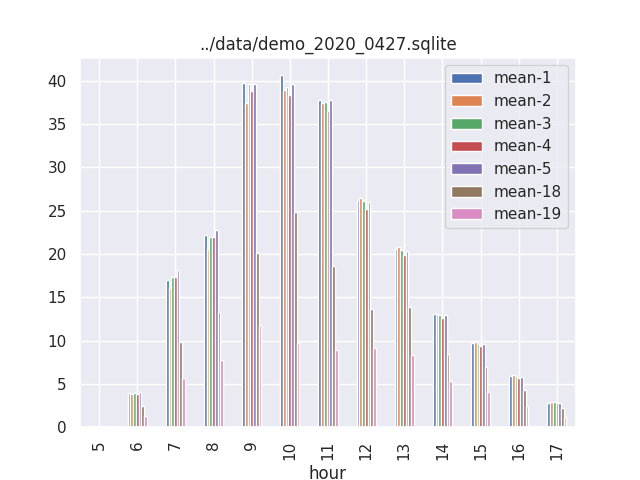 ../data/demo_2020_0427.sqlite
mean-1
mean-2
mean-3
mean-4
mean-5
mean-18
mean-19
40
35
30
25
20
15
10
5
0
5 6 7 8 9 10 11 12 13 14 15 16 17
hour